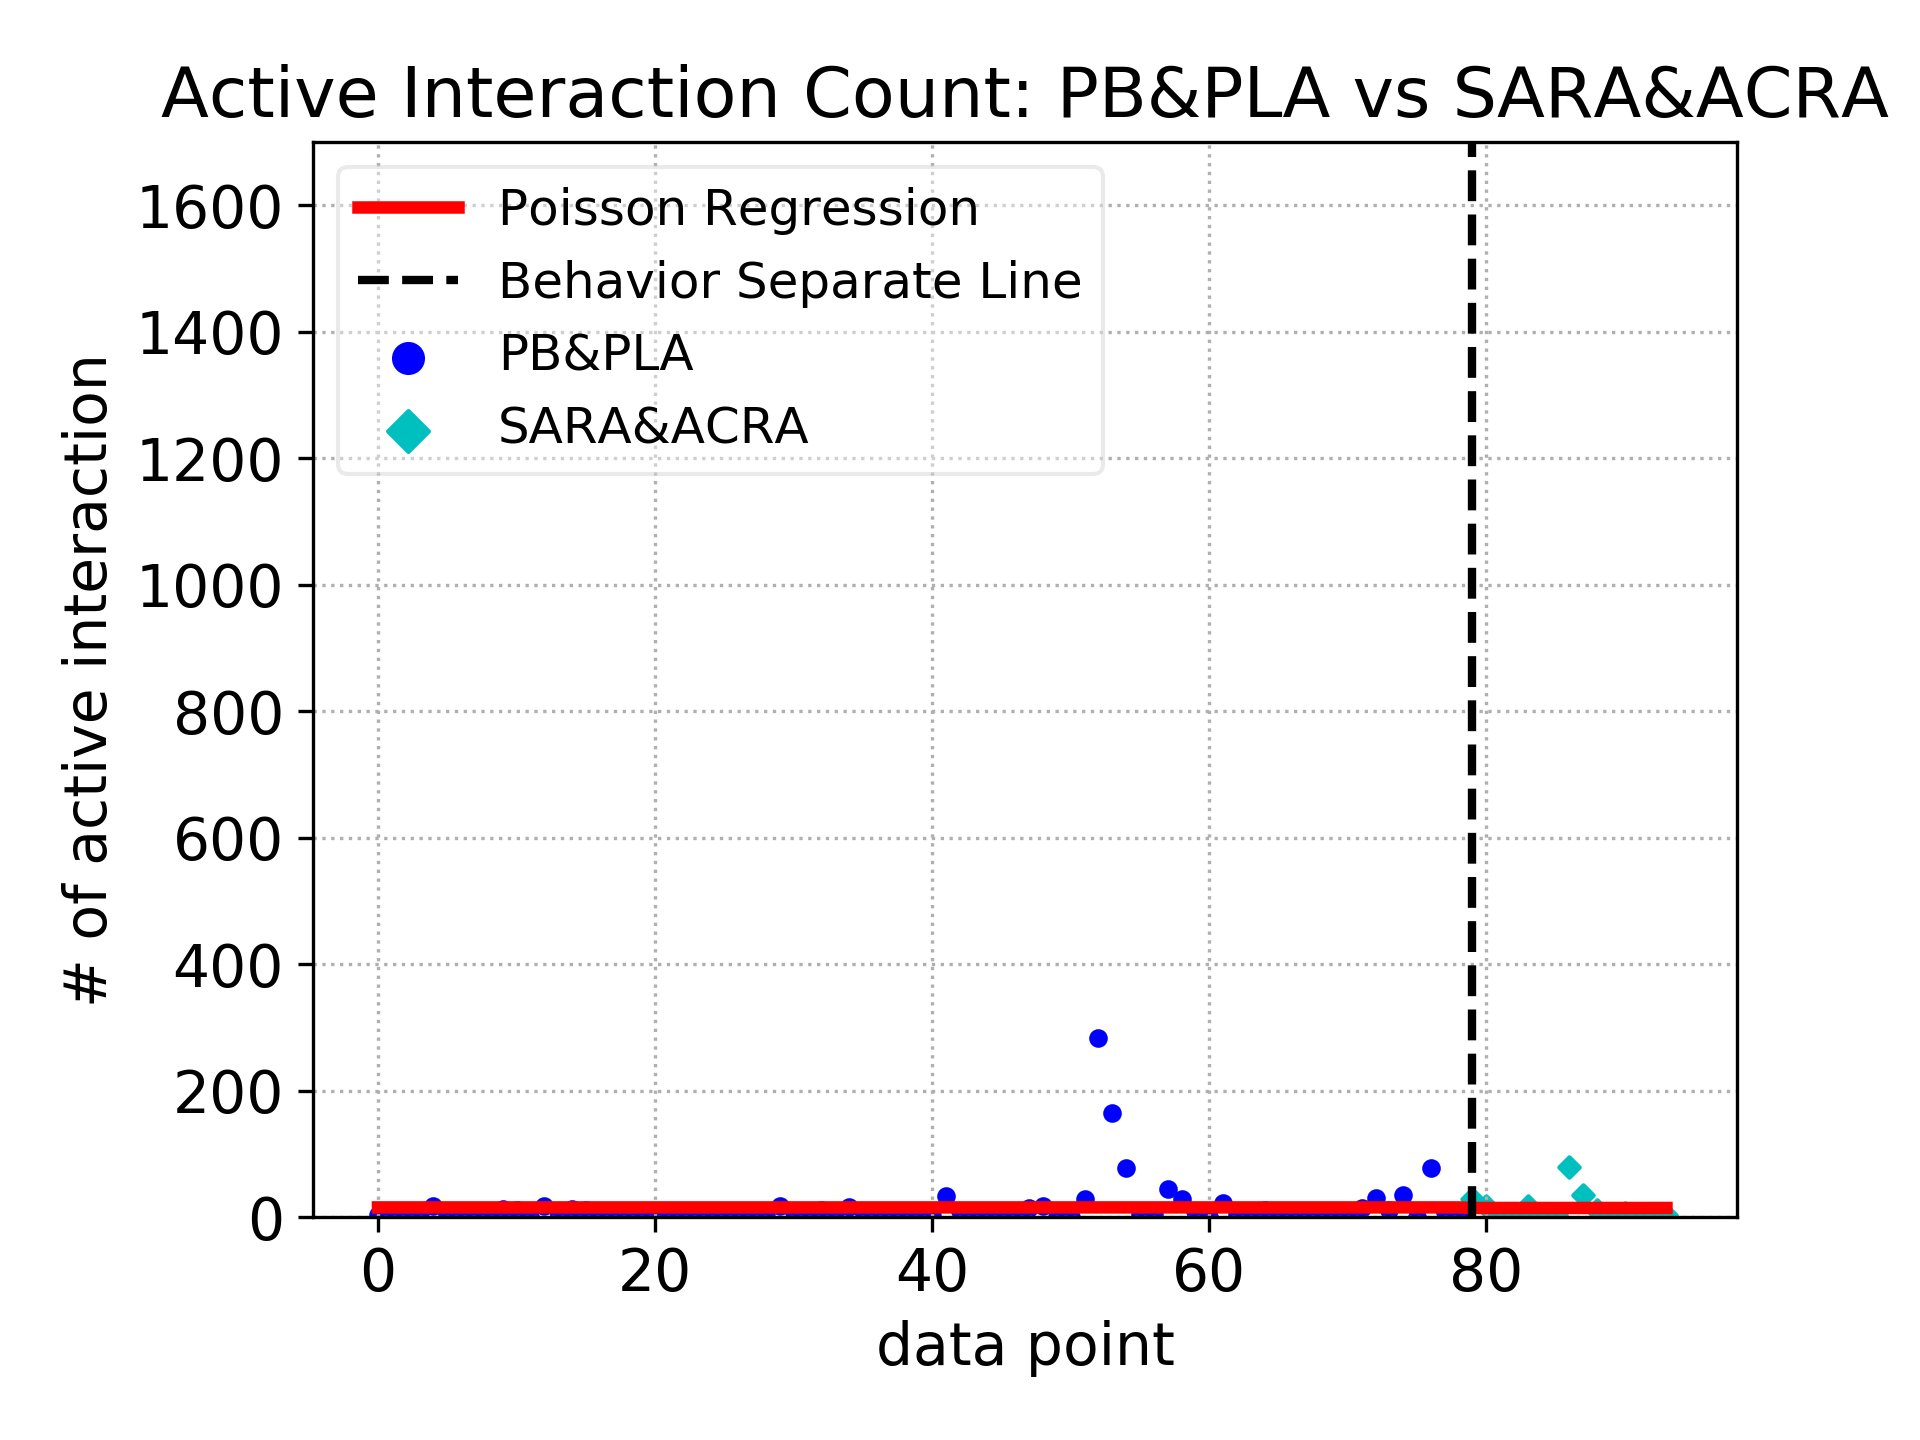 Active Interaction Count: PB&PLA vs SARA&ACRA
Poisson Regression
Behavior Separate Line
PB&PLA
SARA&ACRA
# of active interaction
1600
1400
1200
1000
800
600
400
200
0
0 20 40 60 80
data point